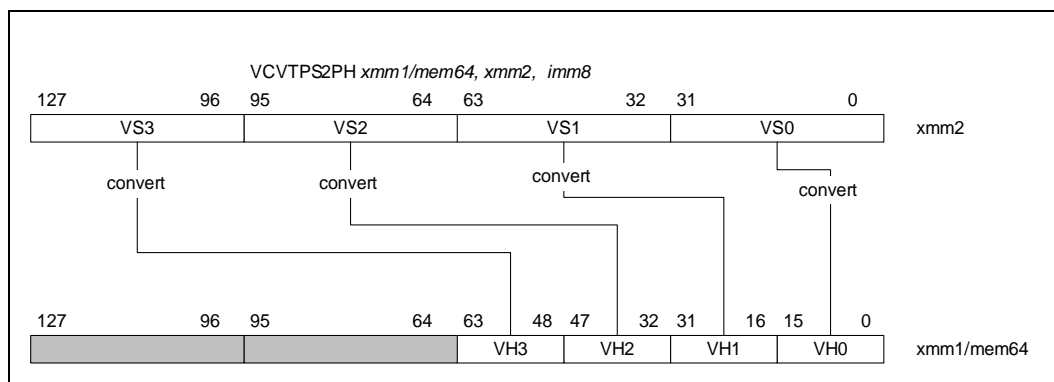 VCVTPS2PH xmm1/mem64, xmm2, imm8
127 96 95 64 63 32 31 0
VS3 VS2 VS1 VS0 xmm2
convert convert convert convert
127 96 95 64 63 48 47 32 31 16 15 0
VH3 VH2 VH1 VH0 xmm1/mem64